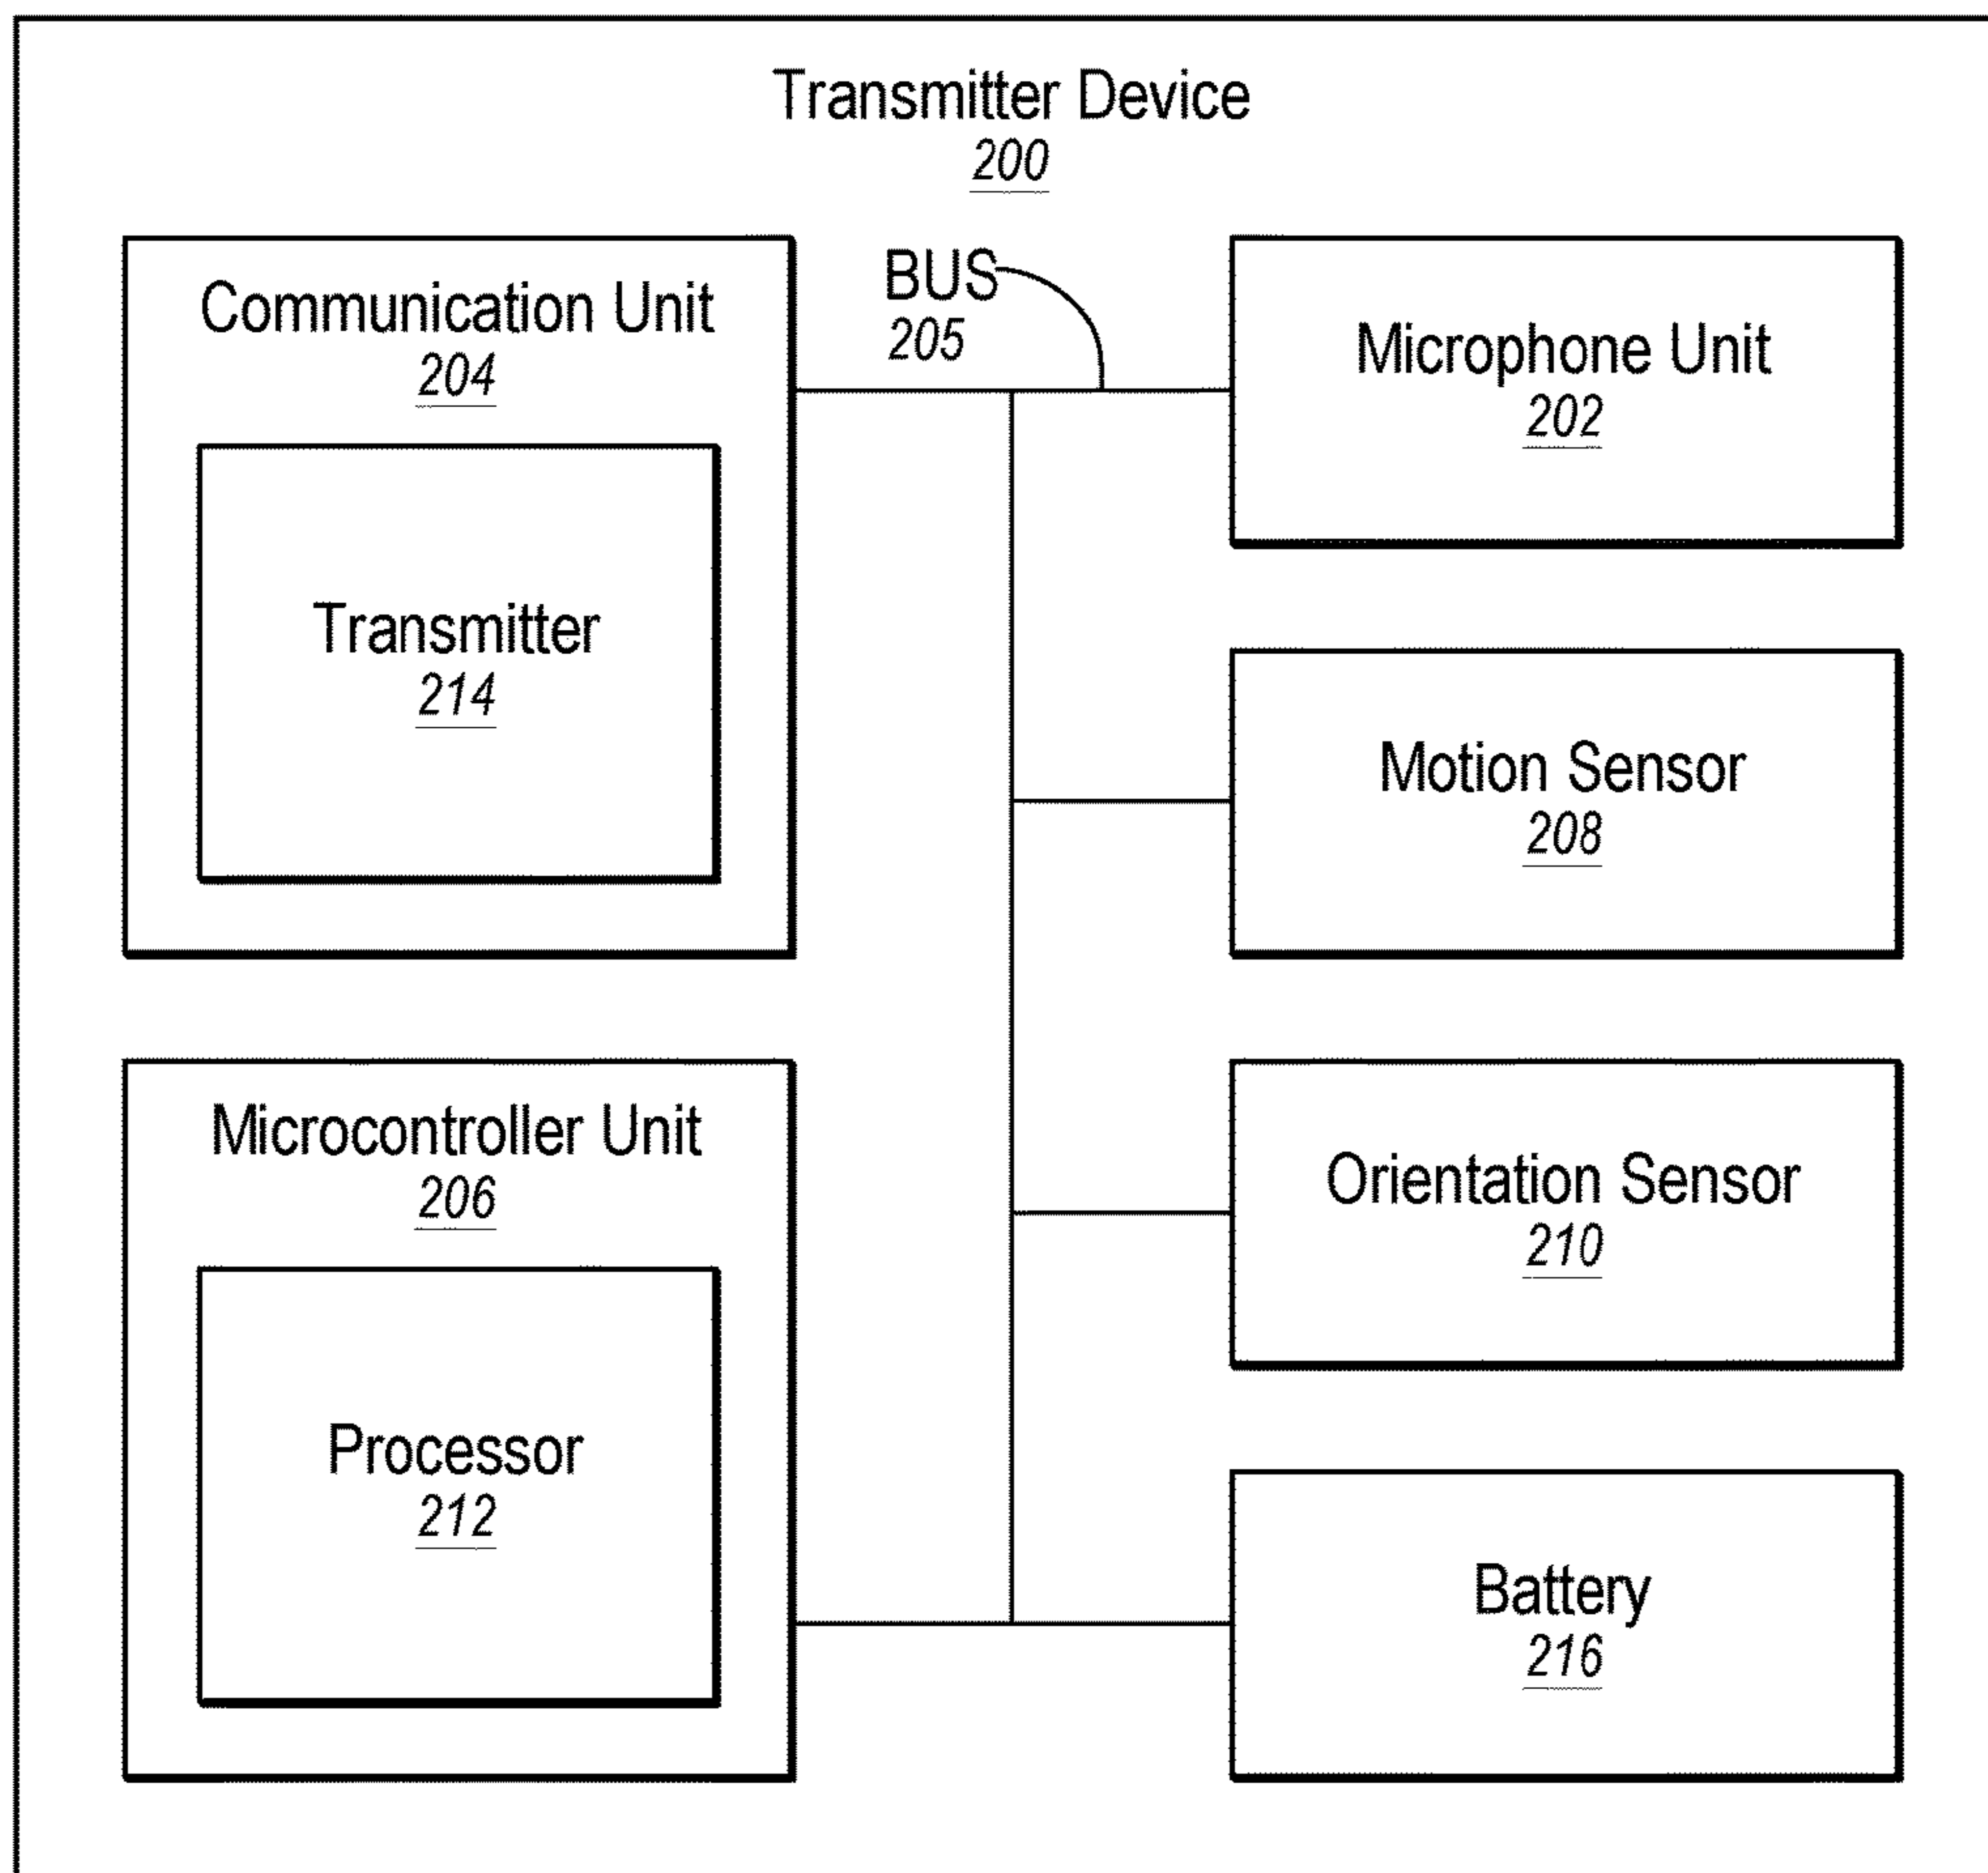 Transmitter Device
200
Communication Unit
204
Transmitter
214
BUS
205
Microphone Unit
202
Motion Sensor
208
Microcontroller Unit
206
Processor
212
Orientation Sensor
210
Battery
216